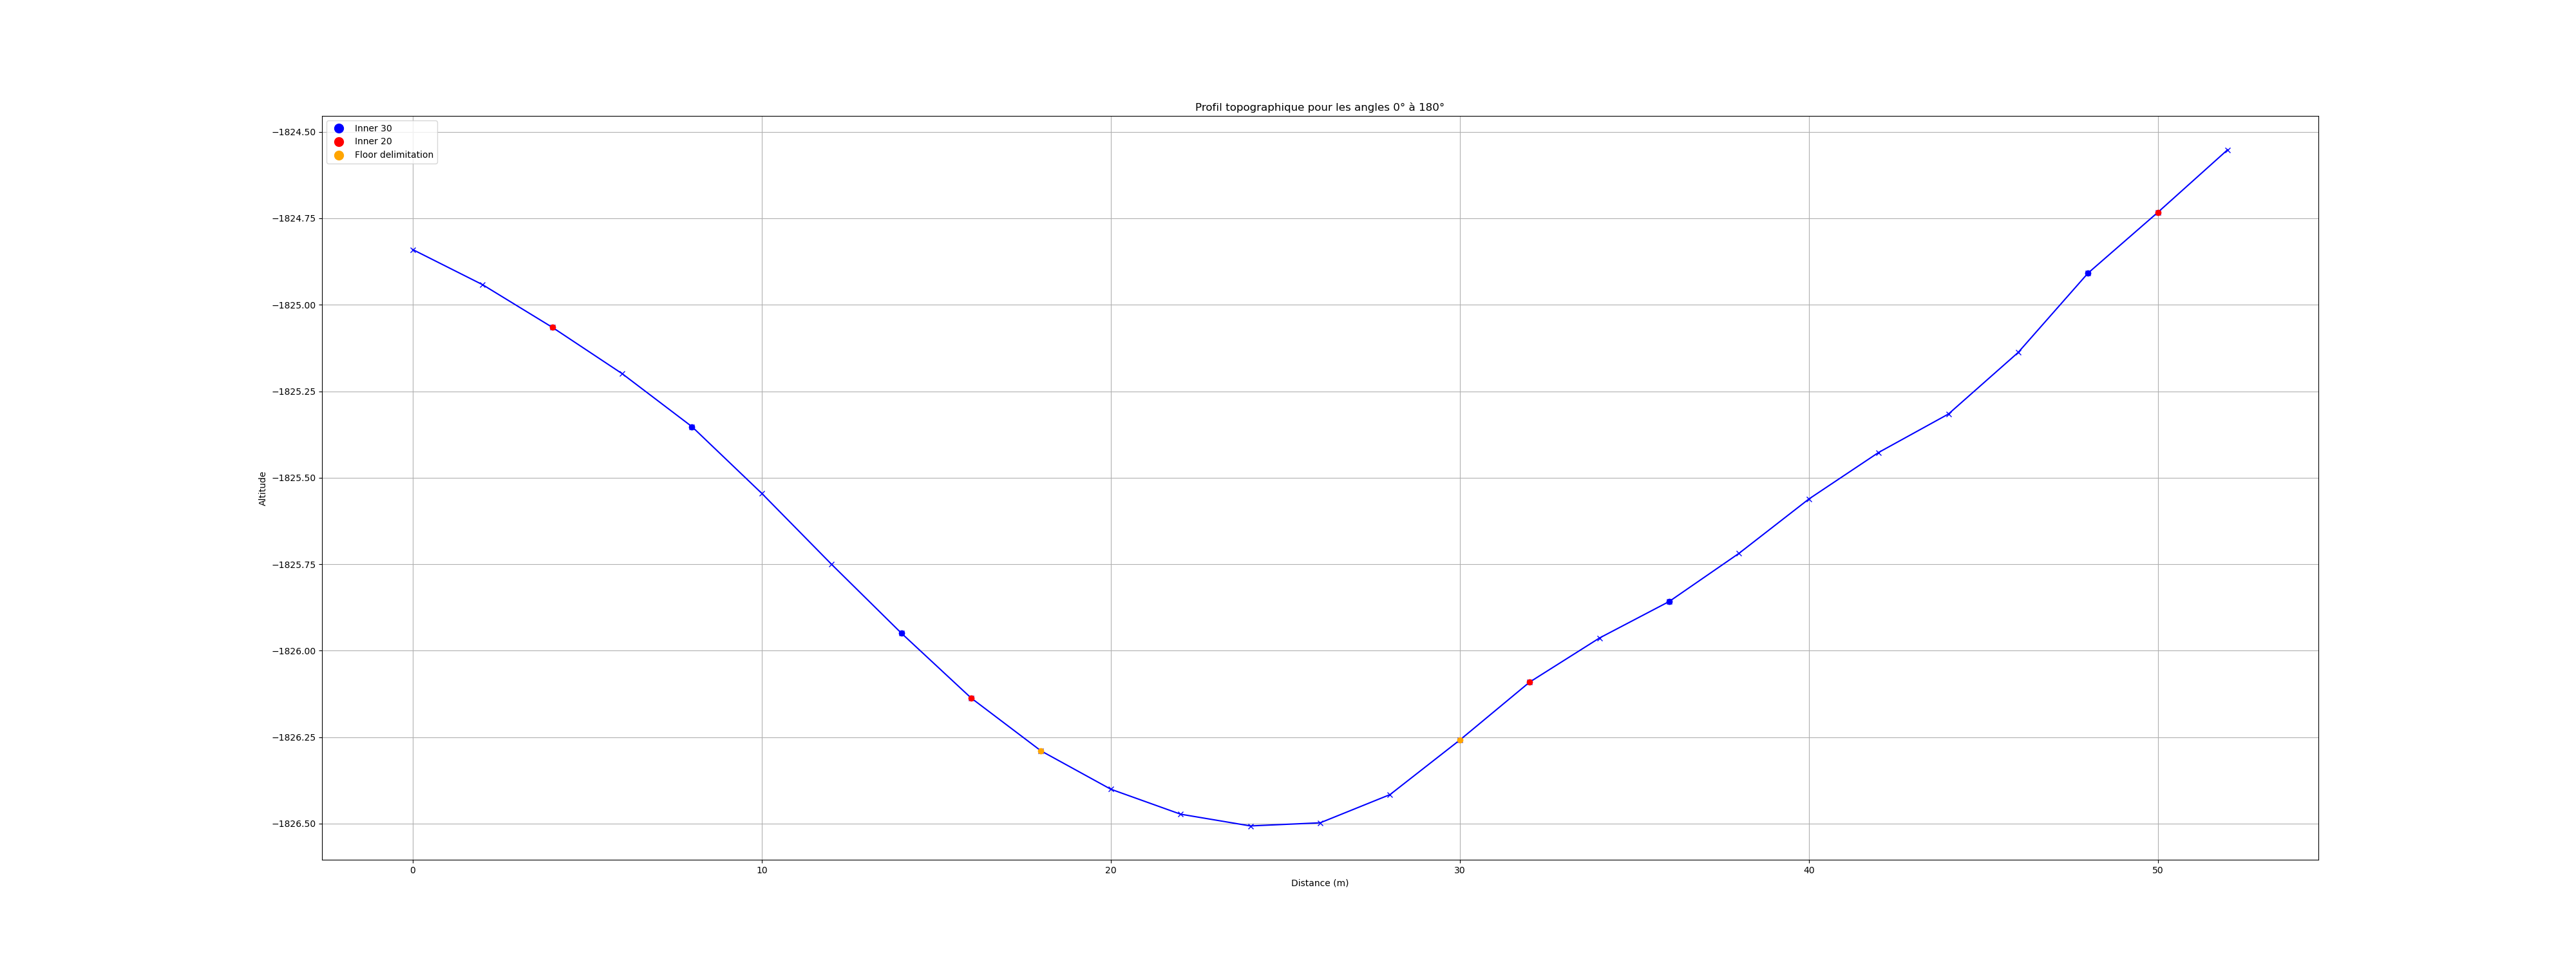 Profil topographique pour les angles 0° à 180°
Inner 30
Inner 20
Floor delimitation
−1824.50
−1824.75
−1825.00
−1825.25
−1825.50
−1825.75
−1826.00
−1826.25
−1826.50
Altitude
0 10 20 30 40 50
Distance (m)